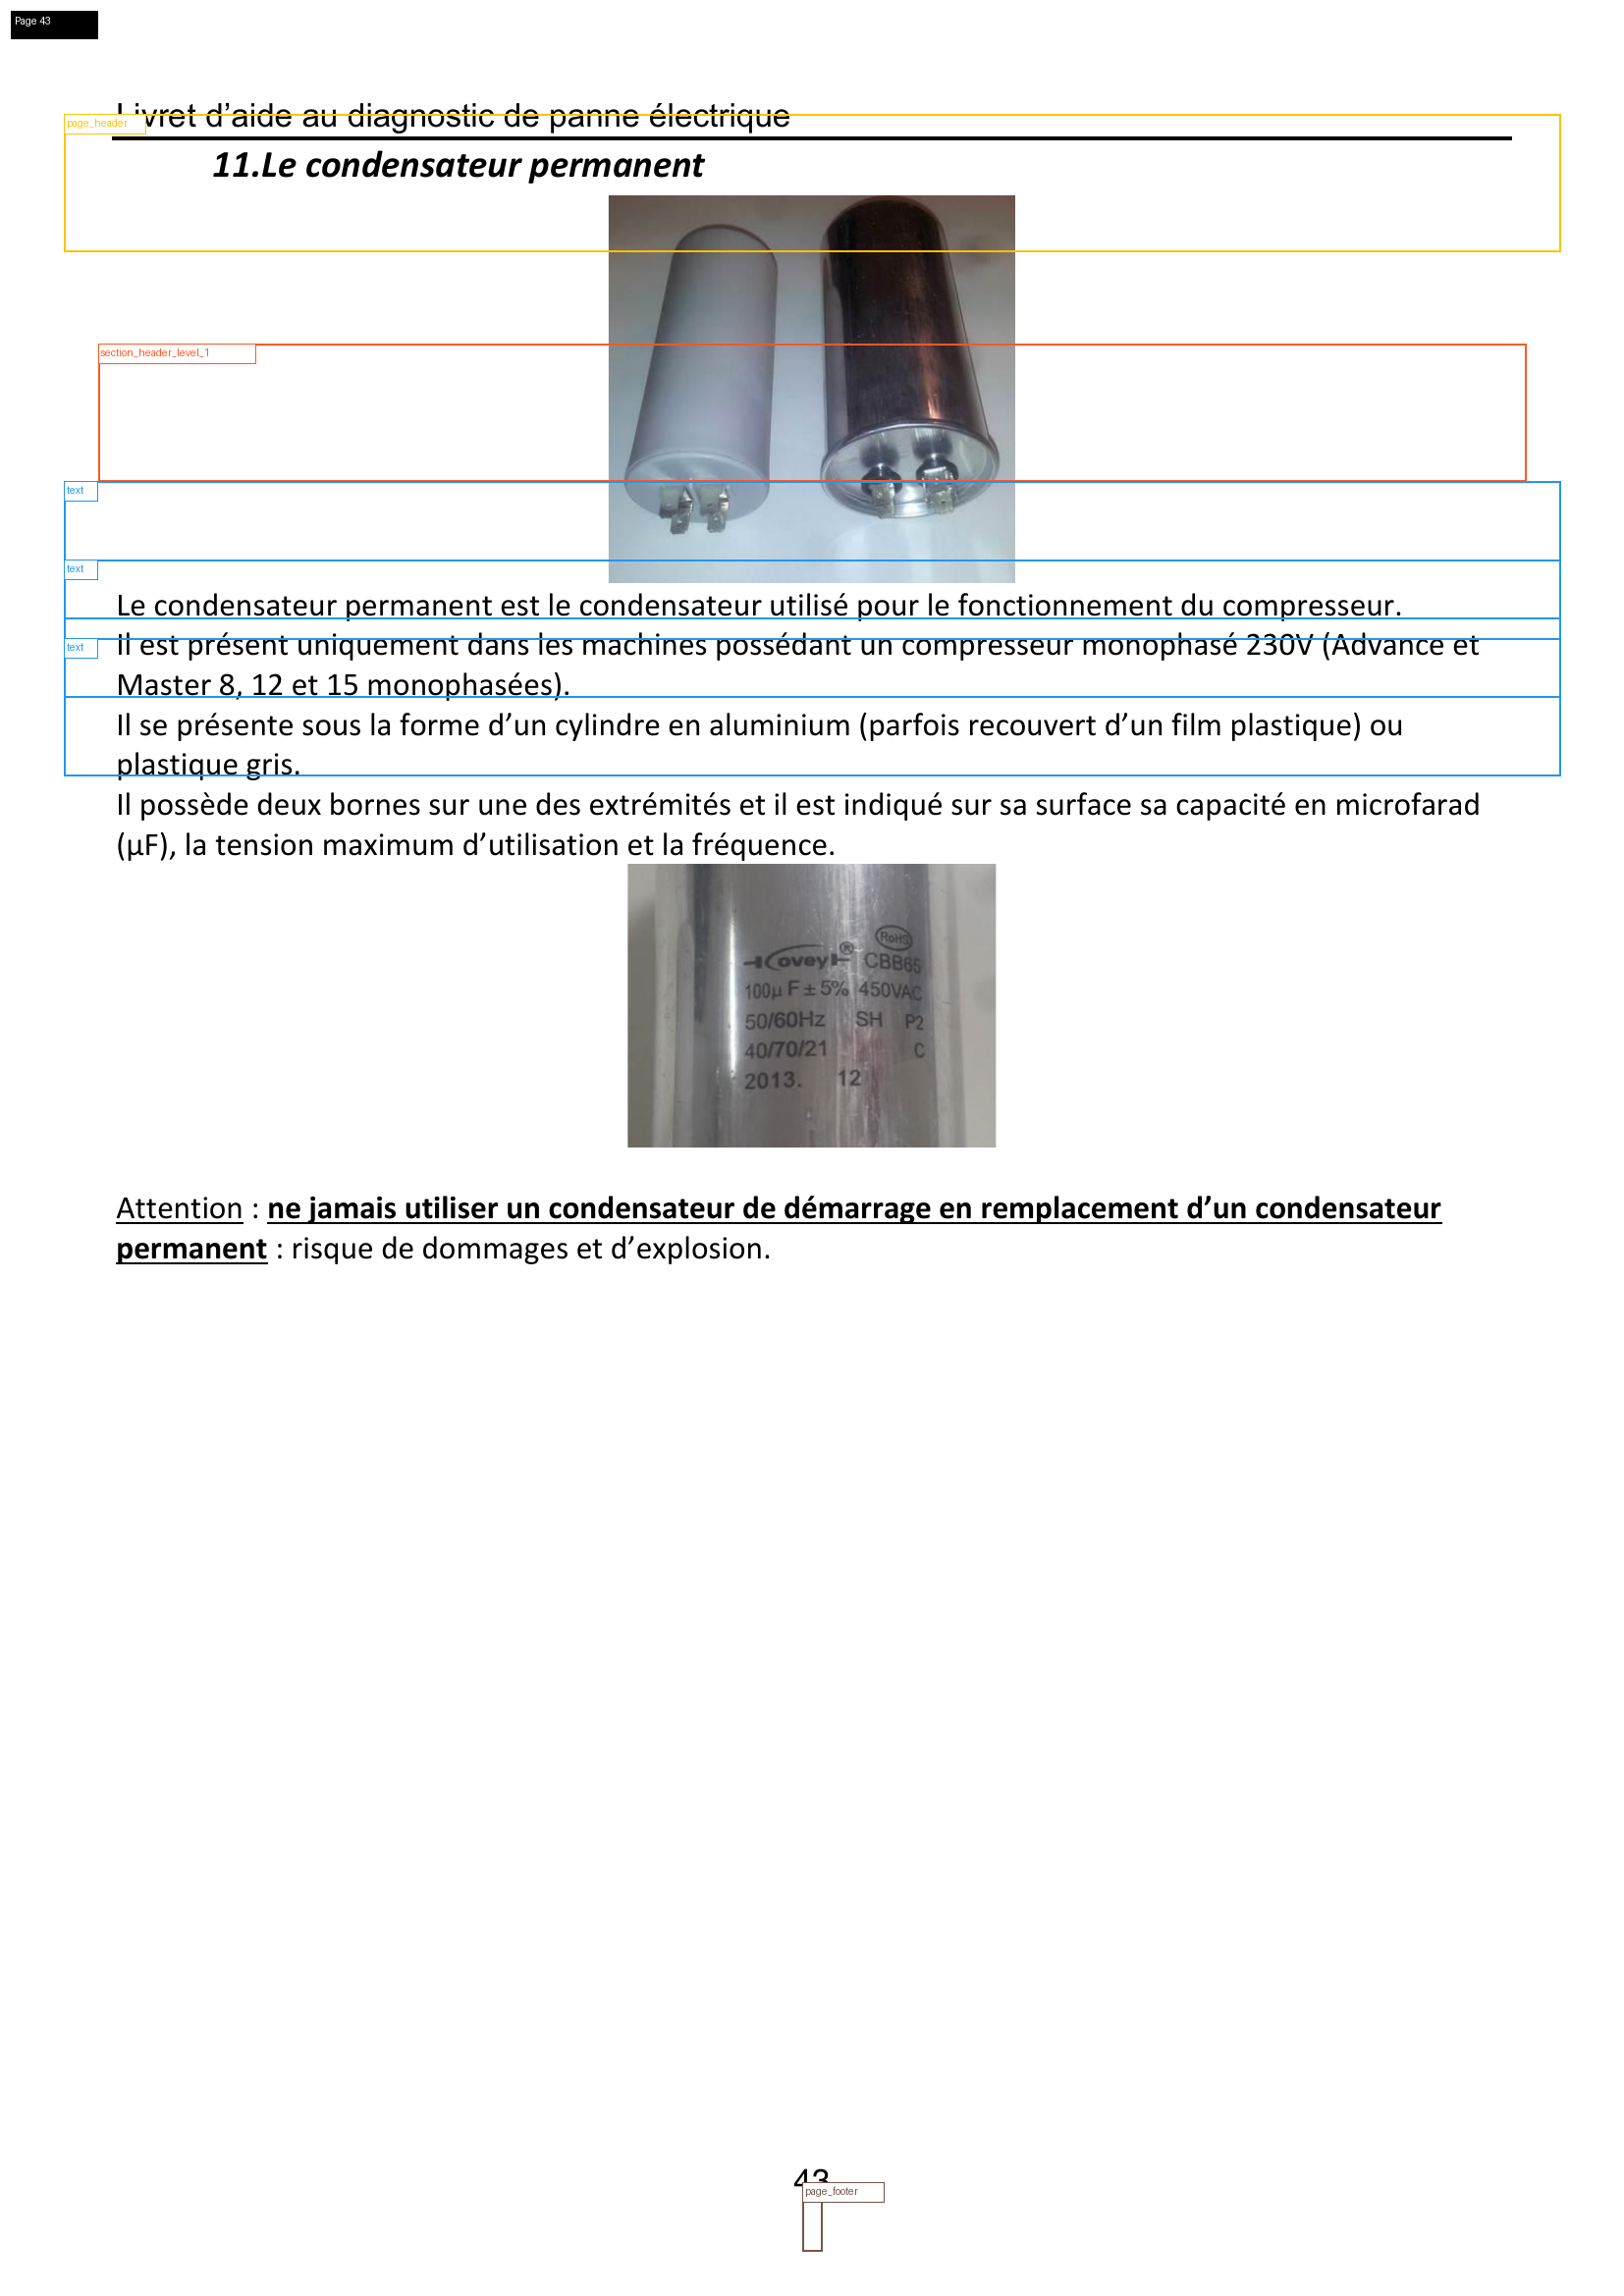 Page 43
Livret d’aide au diagnostic de panne électrique
page_header
11.Le condensateur permanent
section_header_level_1
text
text
Le condensateur permanent est le condensateur utilisé pour le fonctionnement du compresseur.
text
Il est présent uniquement dans les machines possédant un compresseur monophasé 230V (Advance et
Master 8, 12 et 15 monophasées).
Il se présente sous la forme d’un cylindre en aluminium (parfois recouvert d’un film plastique) ou
plastique gris.
Il possède deux bornes sur une des extrémités et il est indiqué sur sa surface sa capacité en microfarad
(µF), la tension maximum d’utilisation et la fréquence.
RoHS
ovey ® CBB65
100µ F ± 5% 450VAC
50/60Hz SH P2
40/70/21 C
2013. 12
Attention : ne jamais utiliser un condensateur de démarrage en remplacement d’un condensateur
permanent : risque de dommages et d’explosion.
43
page_footer